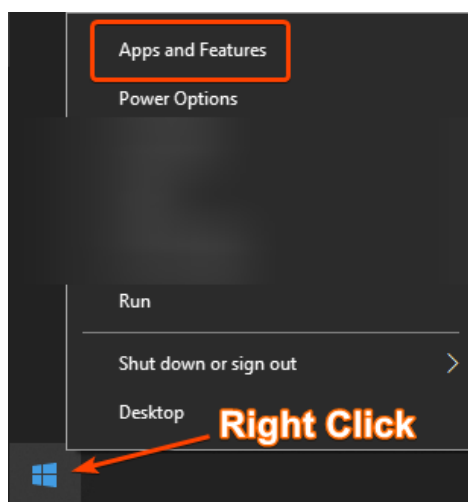 Apps and Features
Power Options
Run
Shut down or sign out
Desktop
Right Click